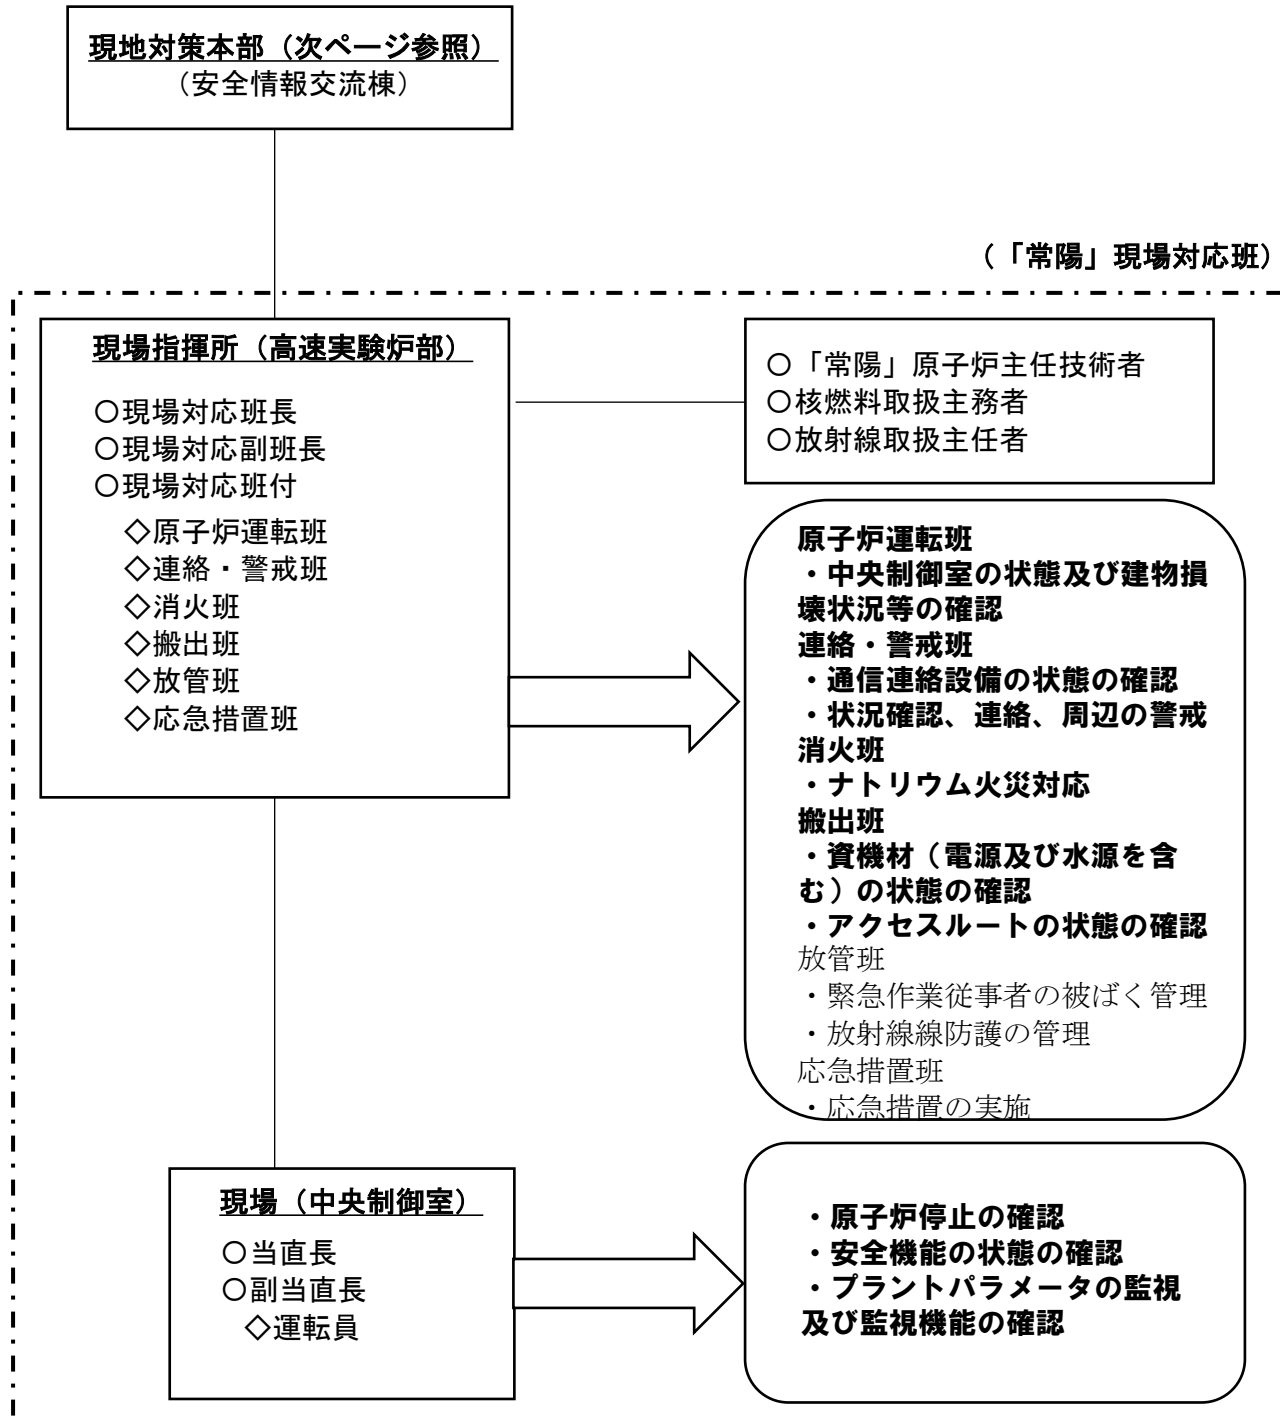 現地対策本部（次ページ参照）
（安全情報交流棟）
（「常陽」現場対応班）
現場指揮所（高速実験炉部）
〇現場対応班長
〇現場対応副班長
〇現場対応班付
◇原子炉運転班
◇連絡・警戒班
◇消火班
◇搬出班
◇放管班
◇応急措置班
〇「常陽」原子炉主任技術者
〇核燃料取扱主務者
〇放射線取扱主任者
原子炉運転班
・中央制御室の状態及び建物損
壊状況等の確認
連絡・警戒班
・通信連絡設備の状態の確認
・状況確認、連絡、周辺の警戒
消火班
・ナトリウム火災対応
搬出班
・資機材（電源及び水源を含
む）の状態の確認
・アクセスルートの状態の確認
放管班
・緊急作業従事者の被ばく管理
・放射線線防護の管理
応急措置班
・応急措置の実施
現場（中央制御室）
〇当直長
〇副当直長
◇運転員
・原子炉停止の確認
・安全機能の状態の確認
・プラントパラメータの監視
及び監視機能の確認